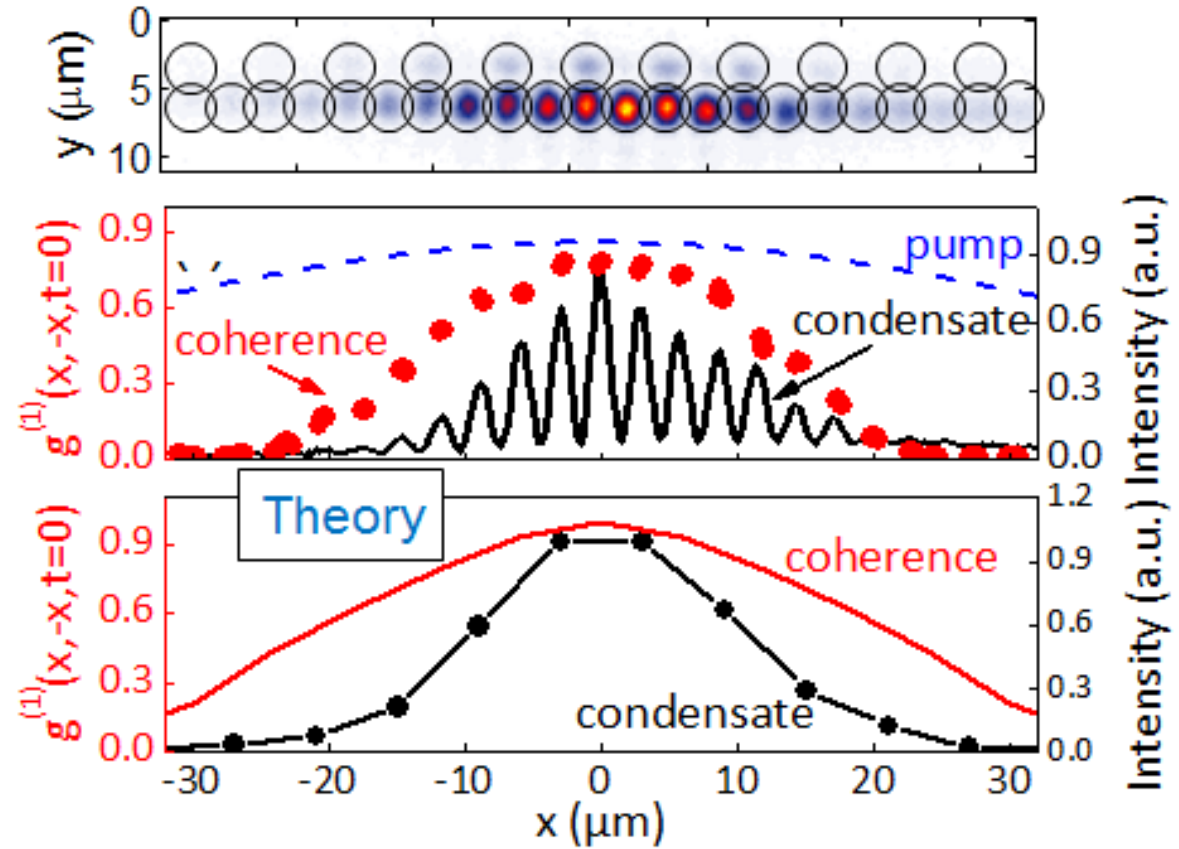 0
5
10
y (μm)
0.9
0.6
0.3
0.0
g⁽¹⁾(x,-x,t=0)
pump
coherence
condensate
0.9
0.6
0.3
0.0
Intensity (a.u.)
Theory
0.9
0.6
0.3
0.0
g⁽¹⁾(x,-x,t=0)
coherence
condensate
1.2
0.9
0.6
0.3
0.0
Intensity (a.u.)
-30 -20 -10 0 10 20 30
x (μm)